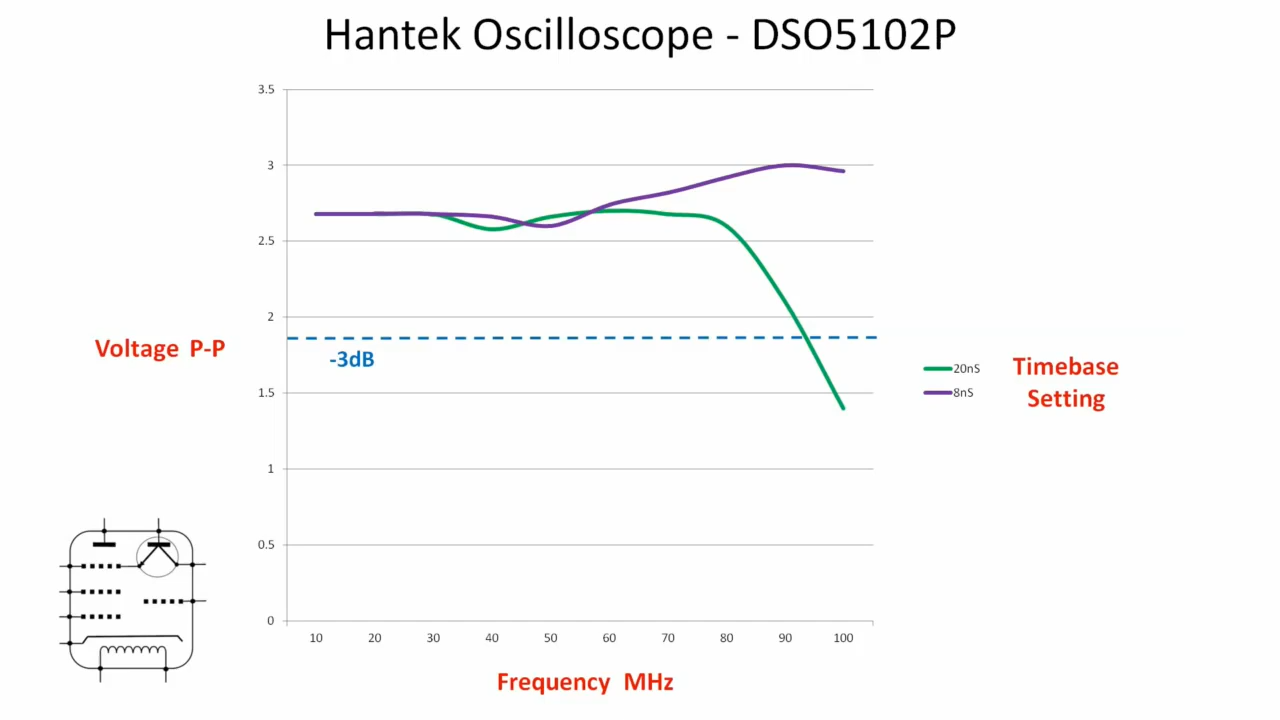 Hantek Oscilloscope - DSO5102P
3.5
3
2.5
2
1.5
1
0.5
0
Voltage P-P
-3dB
20nS
8nS
Timebase
Setting
10 20 30 40 50 60 70 80 90 100
Frequency MHz